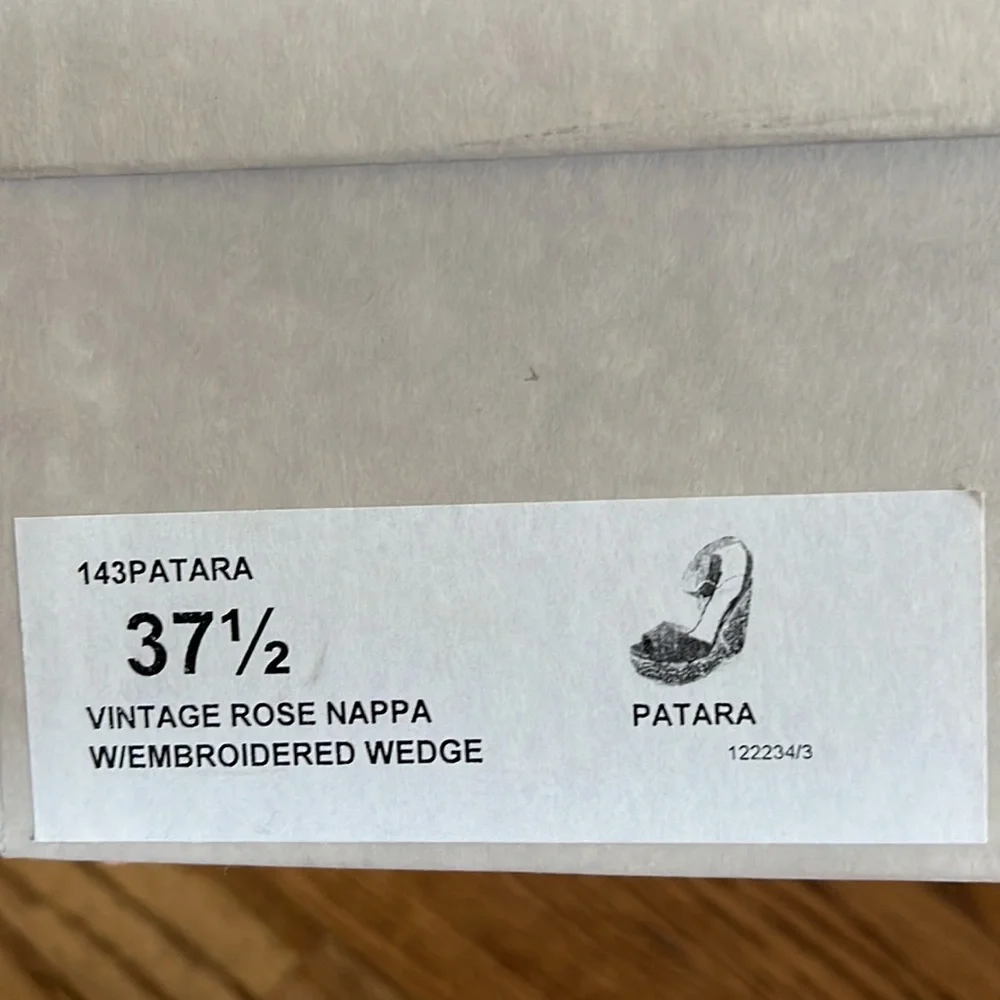 143PATARA
37½
VINTAGE ROSE NAPPA
W/EMBROIDERED WEDGE
PATARA
122234/3